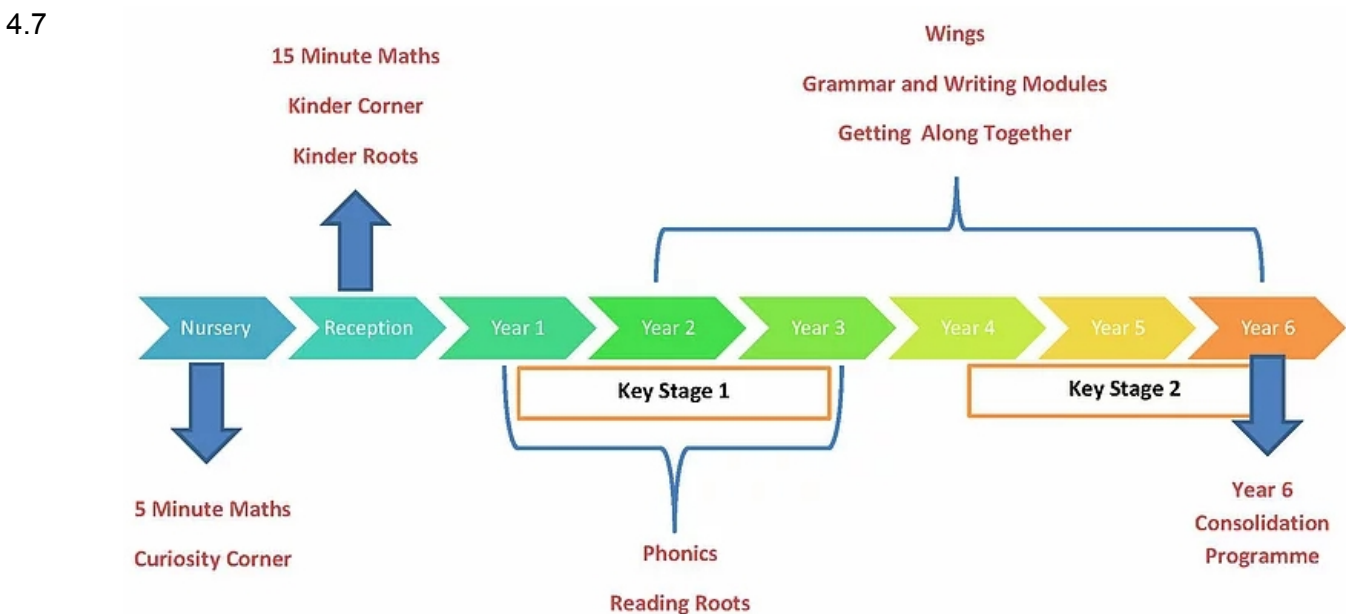 4.7
15 Minute Maths
Kinder Corner
Kinder Roots
Wings
Grammar and Writing Modules
Getting Along Together
Nursery
Reception
Year 1
Year 2
Year 3
Year 4
Year 5
Year 6
Key Stage 1
Key Stage 2
5 Minute Maths
Curiosity Corner
Phonics
Reading Roots
Year 6
Consolidation
Programme